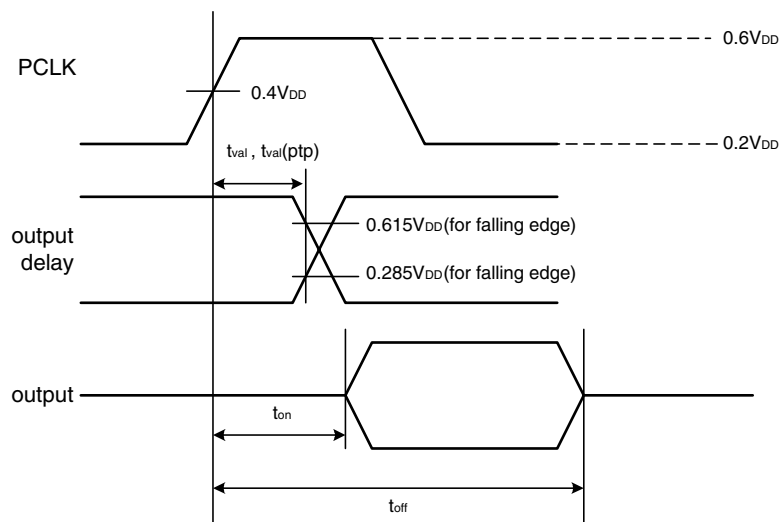 PCLK
0.6VDD
0.4VDD
0.2VDD
tval , tval(ptp)
output
delay
0.615VDD(for falling edge)
0.285VDD(for falling edge)
output
ton
toff